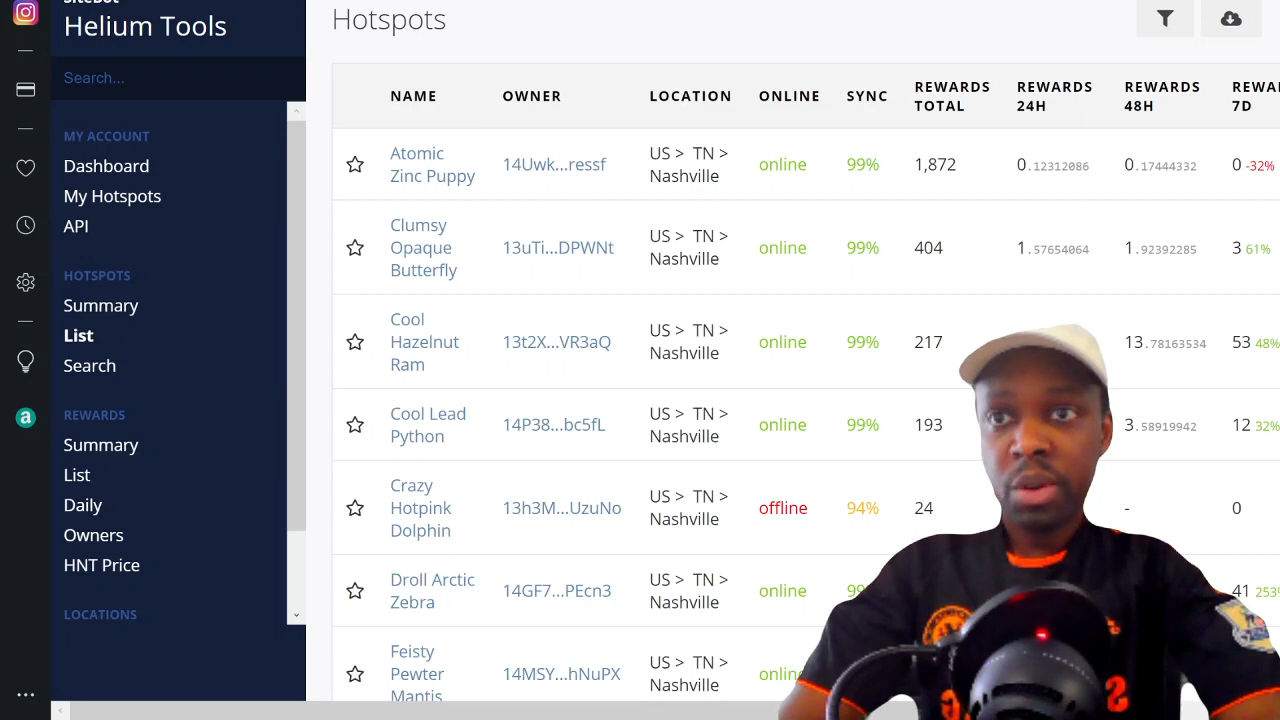 SiteBot
Helium Tools
Search...
MY ACCOUNT
Dashboard
My Hotspots
API
HOTSPOTS
Summary
List
Search
REWARDS
Summary
List
Daily
Owners
HNT Price
LOCATIONS
Hotspots
NAME OWNER LOCATION ONLINE SYNC REWARDS TOTAL REWARDS 24H REWARDS 48H 7D
Atomic Zinc Puppy 14Uwk...ressf US > TN > Nashville online 99% 1,872 0.12312086 0.17444332 0 -32%
Clumsy Opaque Butterfly 13uTi...DPWNt US > TN > Nashville online 99% 404 1.57654064 1.92392285 3 61%
Cool Hazelnut Ram 13t2X...VR3aQ US > TN > Nashville online 99% 217 13.78163534 53 48%
Cool Lead Python 14P38...bc5fL US > TN > Nashville online 99% 193 3.58919942 12 32%
Crazy Hotpink Dolphin 13h3M...UzuNo US > TN > Nashville offline 94% 24 - 0
Droll Arctic Zebra 14GF7...PEcn3 US > TN > Nashville online 41 253%
Feisty Pewter Mantis 14MSY...hNuPX US > TN > Nashville online